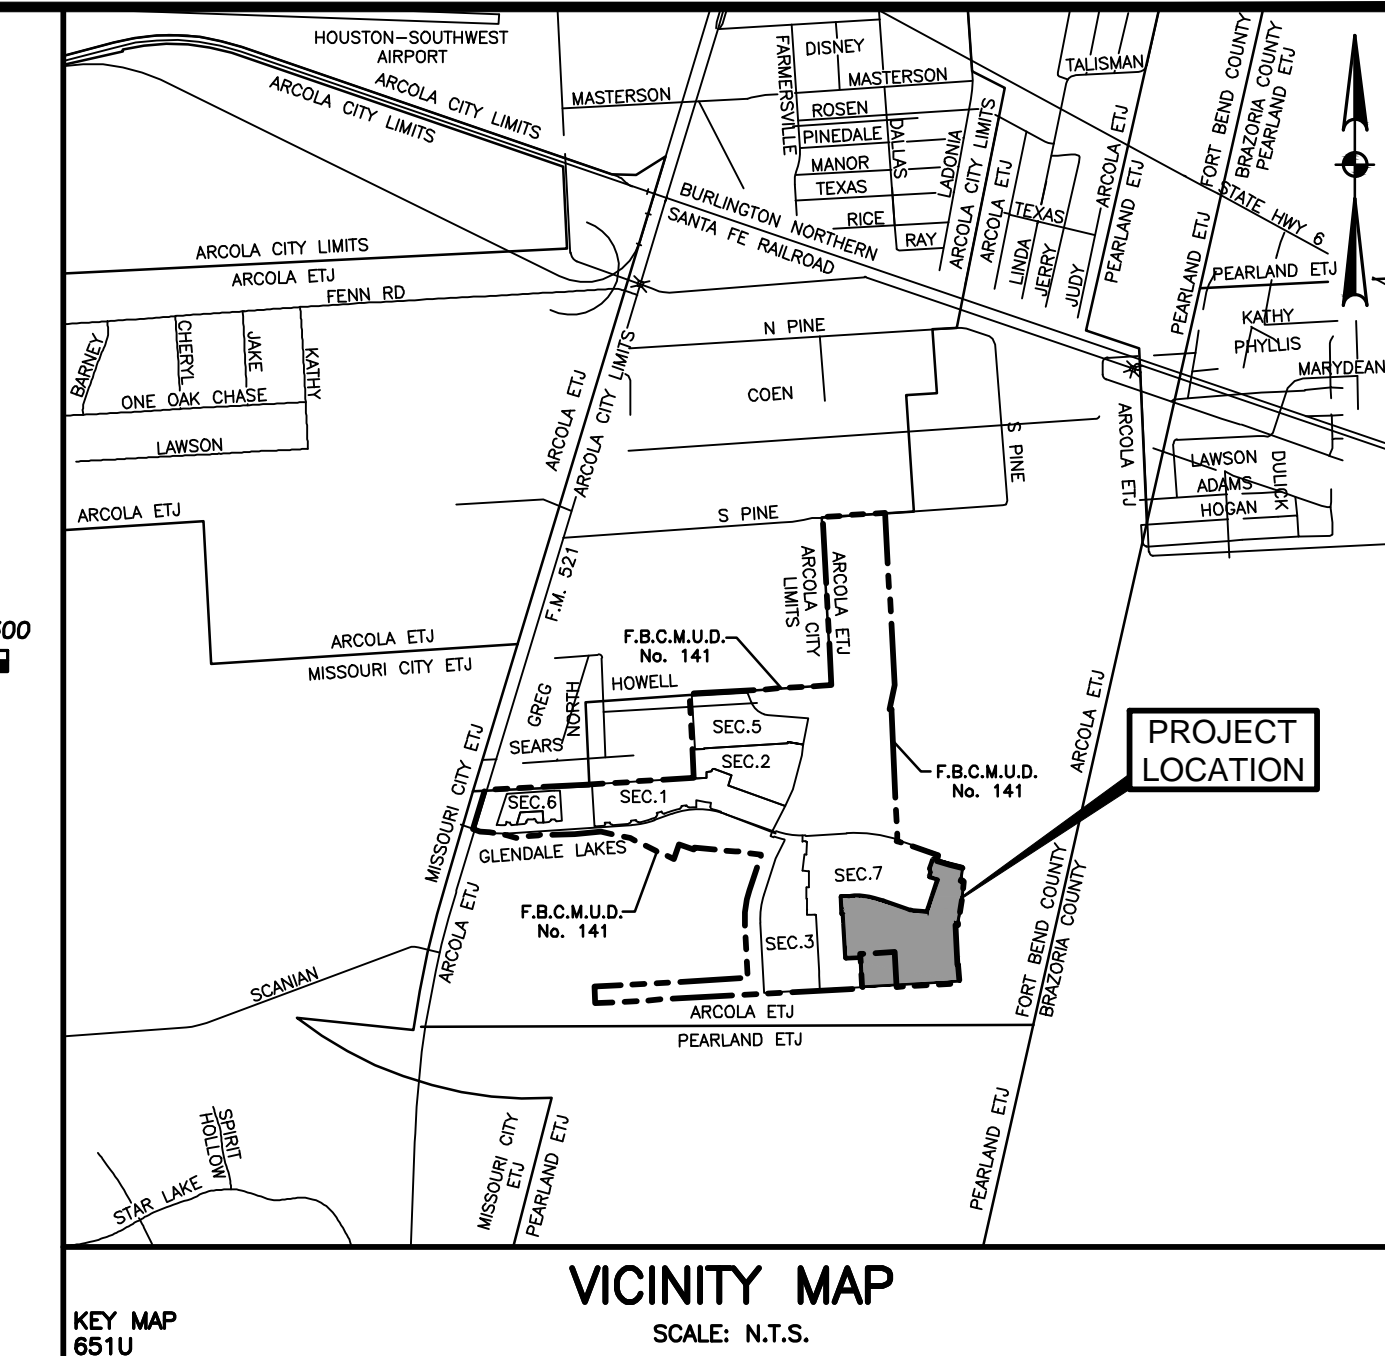 HOUSTON-SOUTHWEST
AIRPORT
ARCOLA CITY LIMITS
ARCOLA CITY LIMITS
MASTERSON
FARMERSVILLE
DISNEY
MASTERSON
ROSEN
PINEDALE
DALLAS
MANOR
TEXAS
RICE
RAY
LADONIA
ARCOLA CITY LIMITS
ARCOLA ETJ
TALISMAN
TEXAS
LINDA
JERRY
JUDY
ARCOLA ETJ
PEARLAND ETJ
FORT BEND COUNTY
BRAZORIA COUNTY
PEARLAND ETJ
PEARLAND ETJ
STATE HWY 6
PEARLAND ETJ
KATHY
PHYLLIS
MARYDEAN
BURLINGTON NORTHERN
SANTA FE RAILROAD
ARCOLA CITY LIMITS
ARCOLA ETJ
FENN RD
BARNEY
CHERYL
JAKE
KATHY
ONE OAK CHASE
LAWSON
N PINE
COEN
S PINE
ARCOLA ETJ
ARCOLA CITY LIMITS
ARCOLA ETJ
LAWSON
ADAMS
HOGAN
DULICK
ARCOLA ETJ
S PINE
F.M. 521
ARCOLA CITY
LIMITS
ARCOLA ETJ
ARCOLA ETJ
MISSOURI CITY ETJ
F.B.C.M.U.D.
No. 141
HOWELL
GREG
NORTH
SEARS
SEC.5
SEC.2
SEC.1
SEC.6
F.B.C.M.U.D.
No. 141
ARCOLA ETJ
PROJECT
LOCATION
MISSOURI CITY ETJ
ARCOLA ETJ
GLENDALE LAKES
SEC.7
F.B.C.M.U.D.
No. 141
SEC.3
FORT BEND COUNTY
BRAZORIA COUNTY
SCANIAN
ARCOLA ETJ
PEARLAND ETJ
SPIRIT
HOLLOW
STAR LAKE
MISSOURI CITY
ETJ
PEARLAND ETJ
PEARLAND ETJ
VICINITY MAP
SCALE: N.T.S.
KEY MAP
651U